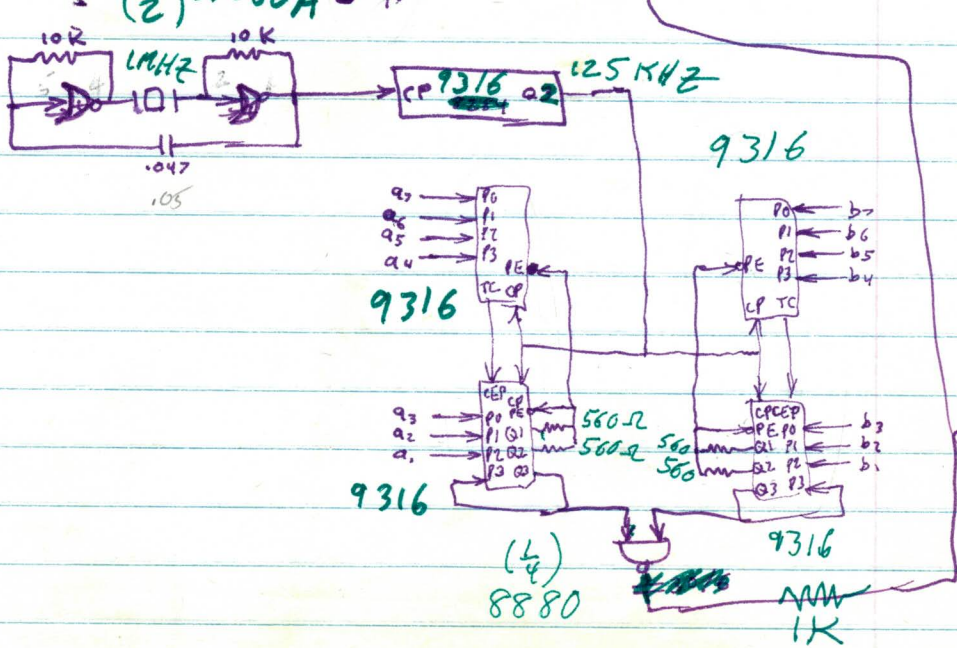 10K
10K
1MHZ
.047
.05
CP 9316 Q2
125 KHZ
9316
a7 P0
a6 P1
a5 P2
a4 P3
PE
TC CP
9316
P0 b7
P1 b6
PE P2 b5
P3 b4
CP TC
CEP CP
a3 P0 PE
a2 P1 Q1 560Ω
a1 P2 Q2 560Ω
P3 Q3
9316
CP CEP
PE P0 b3
560 Q1 P1 b2
560 Q2 P2 b1
Q3 P3
9316
(1/4)
8880
1K